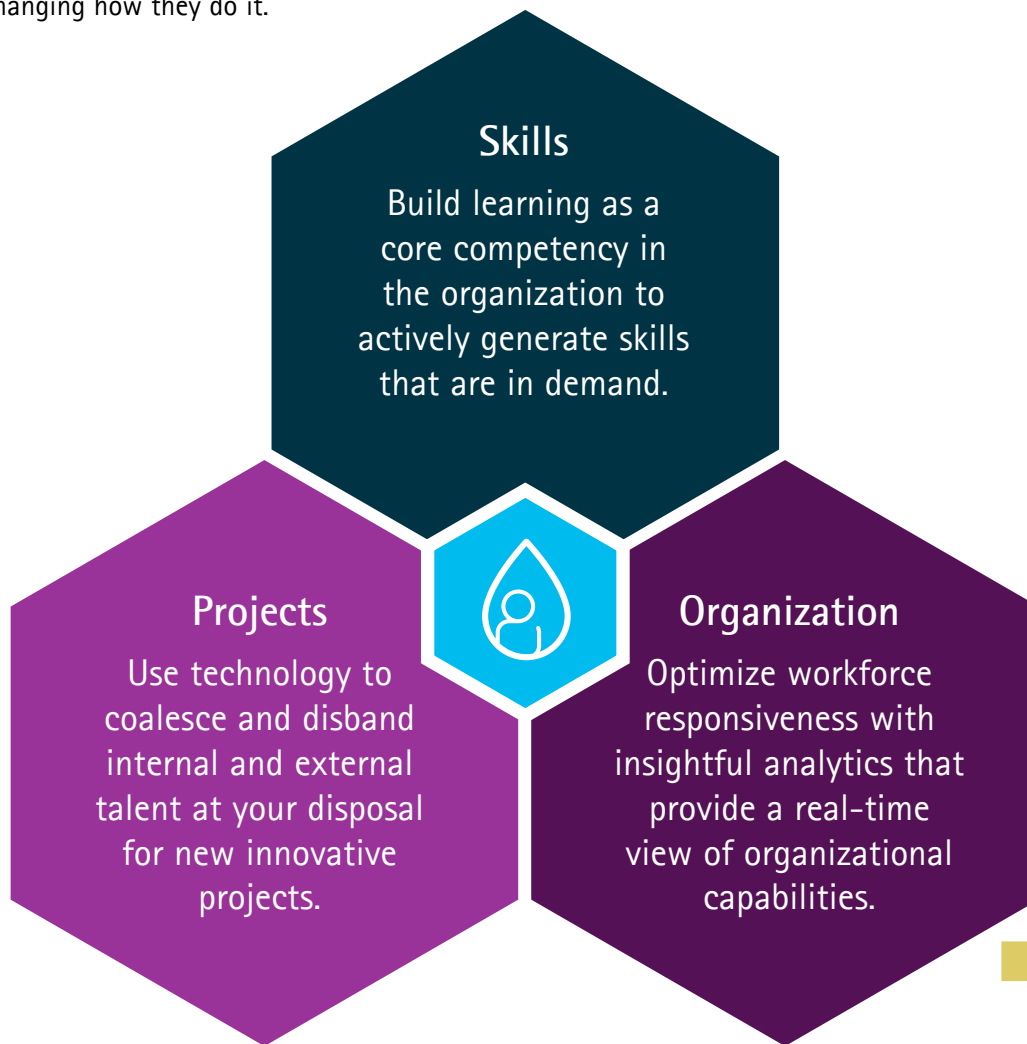 how they do it.
Skills
Build learning as a
core competency in
the organization to
actively generate skills
that are in demand.
Projects
Use technology to
coalesce and disband
internal and external
talent at your disposal
for new innovative
projects.
Organization
Optimize workforce
responsiveness with
insightful analytics that
provide a real-time
view of organizational
capabilities.